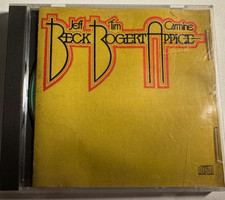 Jeff Tim Carmine
BECK BOGERT APPICE